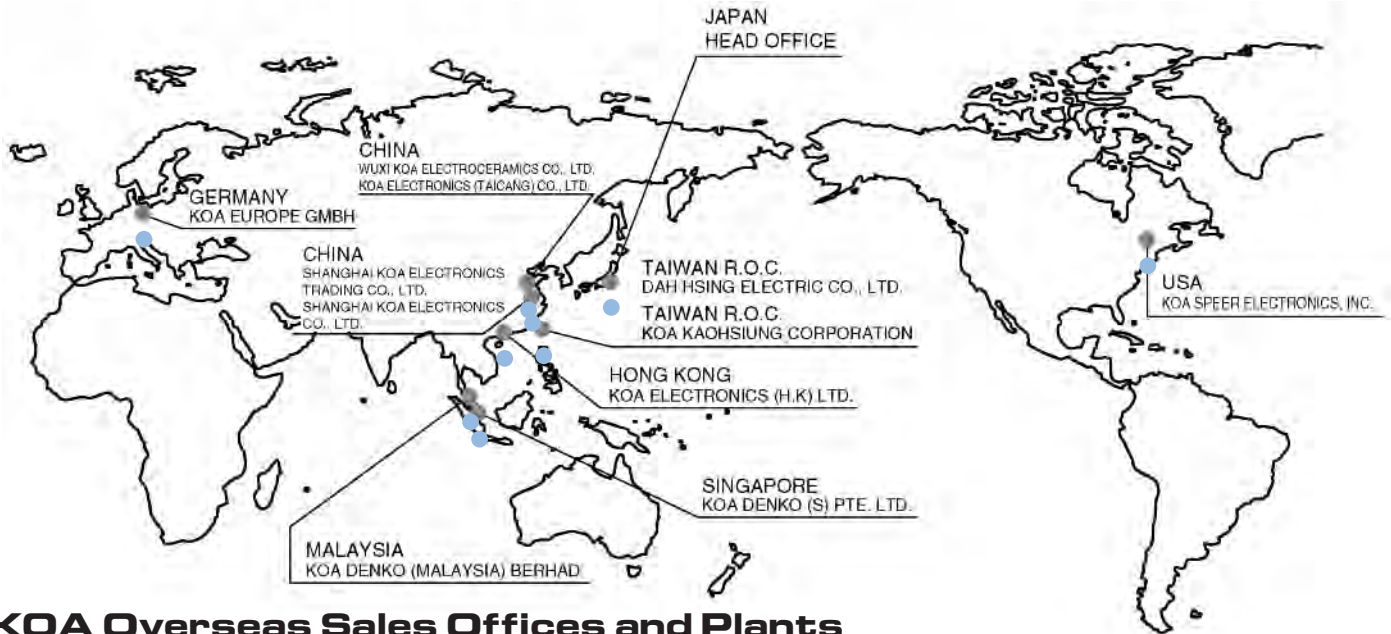 JAPAN
HEAD OFFICE
CHINA
WUXI KOA ELECTROCERAMICS CO., LTD.
KOA ELECTRONICS (TAICANG) CO., LTD.
GERMANY
KOA EUROPE GMBH
CHINA
SHANGHAI KOA ELECTRONICS
TRADING CO., LTD.
SHANGHAI KOA ELECTRONICS
CO., LTD.
TAIWAN R.O.C.
DAH HSING ELECTRIC CO., LTD.
TAIWAN R.O.C.
KOA KAOHSIUNG CORPORATION
USA
KOA SPEER ELECTRONICS, INC.
HONG KONG
KOA ELECTRONICS (H.K) LTD.
SINGAPORE
KOA DENKO (S) PTE. LTD.
MALAYSIA
KOA DENKO (MALAYSIA) BERHAD
KOA Overseas Sales Offices and Plants